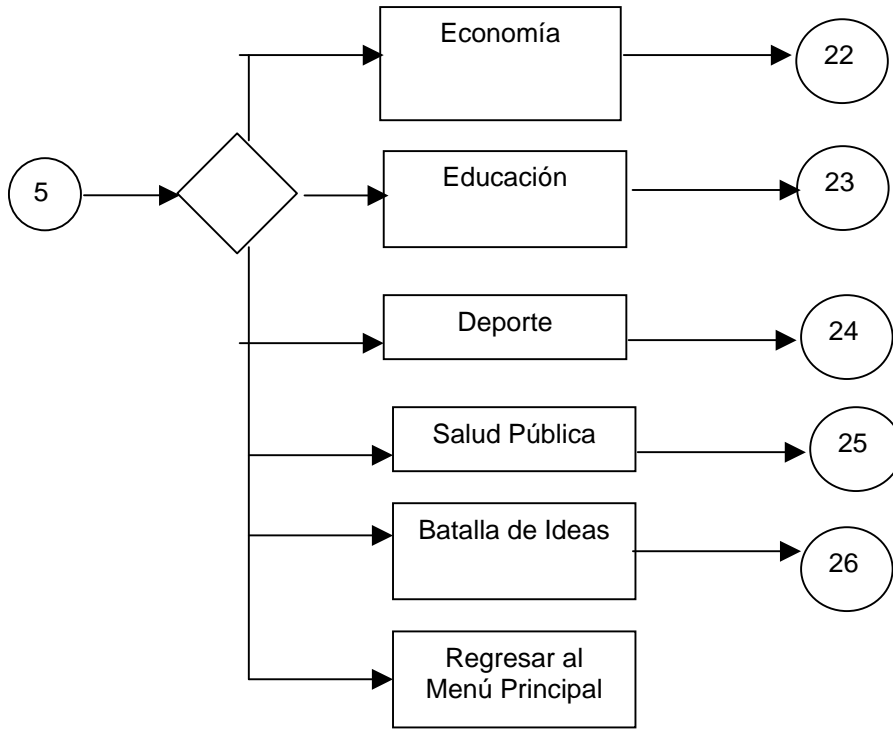 Economía
22
5
Educación
23
Deporte
24
Salud Pública
25
Batalla de Ideas
26
Regresar al
Menú Principal